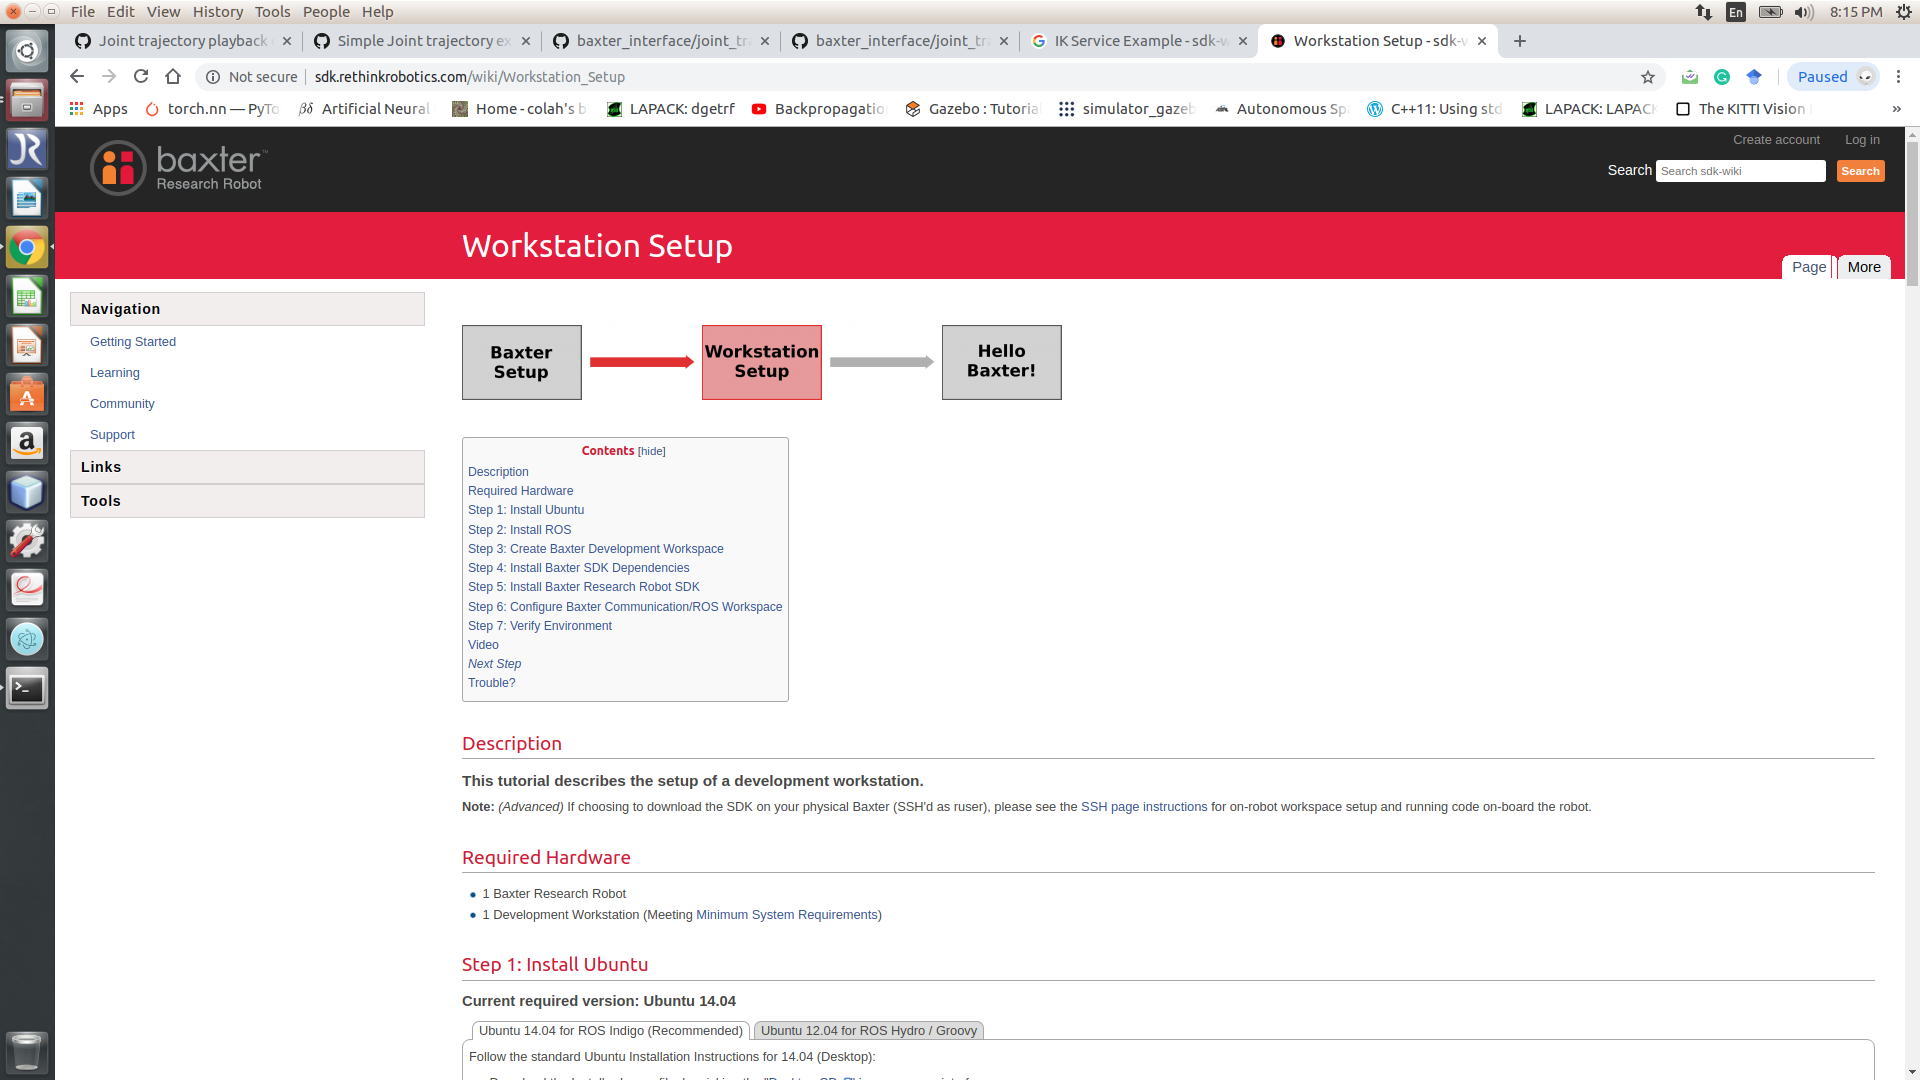 File Edit View History Tools People Help
En
8:15 PM
Joint trajectory playback
Simple Joint trajectory ex
baxter_interface/joint_tr
baxter_interface/joint_tr
IK Service Example - sdk-w
Workstation Setup - sdk-w
Not secure
sdk.rethinkrobotics.com/wiki/Workstation_Setup
Paused
Apps
torch.nn — PyTo
βδ
Artificial Neural
Home - colah's b
LAPACK: dgetrf
Backpropagatio
Gazebo : Tutorial
simulator_gazeb
Autonomous Sp
C++11: Using std
LAPACK: LAPACK
The KITTI Vision
»
baxter™
Research Robot
Create account
Log in
Search
Search sdk-wiki
Search
Workstation Setup
Page
More
Navigation
Getting Started
Learning
Community
Support
Links
Tools
Baxter
Setup
Workstation
Setup
Hello
Baxter!
Contents [hide]
Description
Required Hardware
Step 1: Install Ubuntu
Step 2: Install ROS
Step 3: Create Baxter Development Workspace
Step 4: Install Baxter SDK Dependencies
Step 5: Install Baxter Research Robot SDK
Step 6: Configure Baxter Communication/ROS Workspace
Step 7: Verify Environment
Video
Next Step
Trouble?
Description
This tutorial describes the setup of a development workstation.
Note: (Advanced) If choosing to download the SDK on your physical Baxter (SSH'd as ruser), please see the SSH page instructions for on-robot workspace setup and running code on-board the robot.
Required Hardware
1 Baxter Research Robot
1 Development Workstation (Meeting Minimum System Requirements)
Step 1: Install Ubuntu
Current required version: Ubuntu 14.04
Ubuntu 14.04 for ROS Indigo (Recommended)
Ubuntu 12.04 for ROS Hydro / Groovy
Follow the standard Ubuntu Installation Instructions for 14.04 (Desktop):